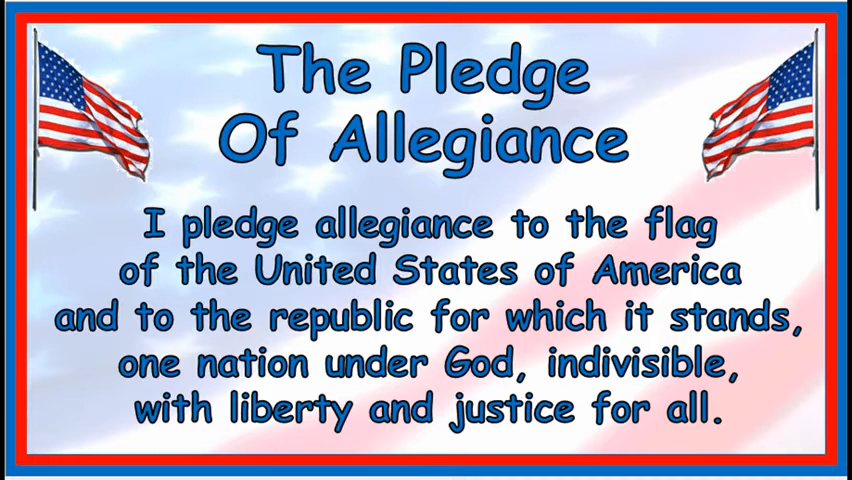 The Pledge
Of Allegiance
I pledge allegiance to the flag
of the United States of America
and to the republic for which it stands,
one nation under God, indivisible,
with liberty and justice for all.